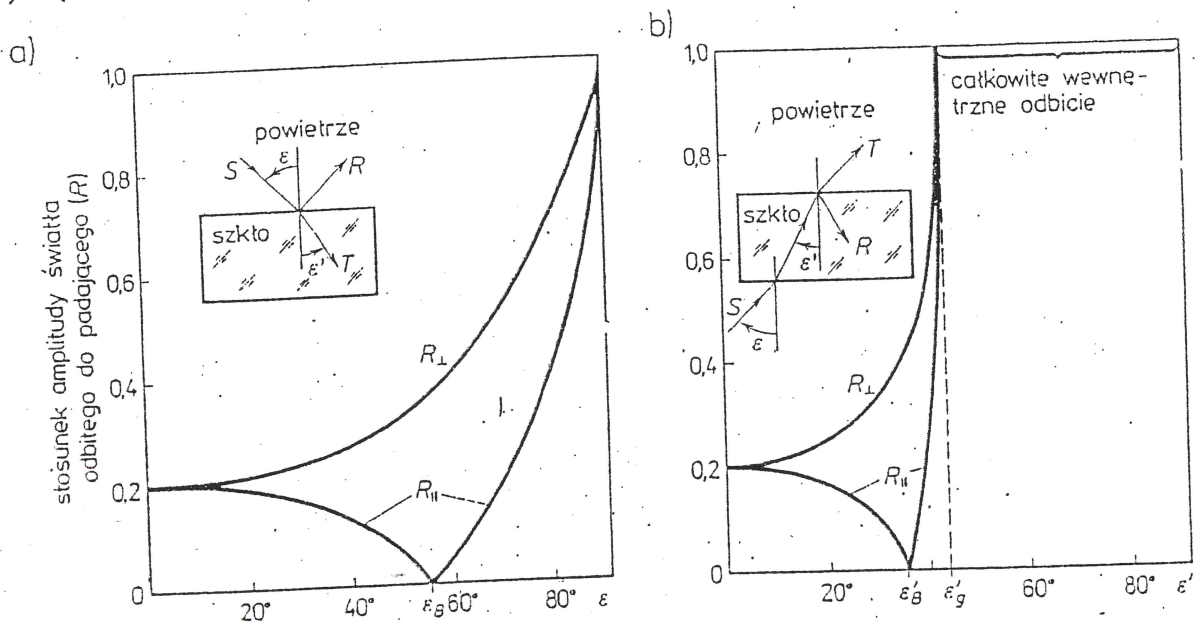 a)
stosunek amplitudy światła
odbitego do padającego (R)
1,0
0,8
0,6
0,4
0,2
0
20°
40°
ε_B
60°
80°
ε
powietrze
S
ε
R
szkło
ε'
T
R⊥
R||
b)
1,0
0,8
0,6
0,4
0,2
0
20°
ε'_B
ε'_g
60°
80°
ε'
całkowite wewnę-
trzne odbicie
powietrze
T
szkło
ε'
R
S
ε
R⊥
R||